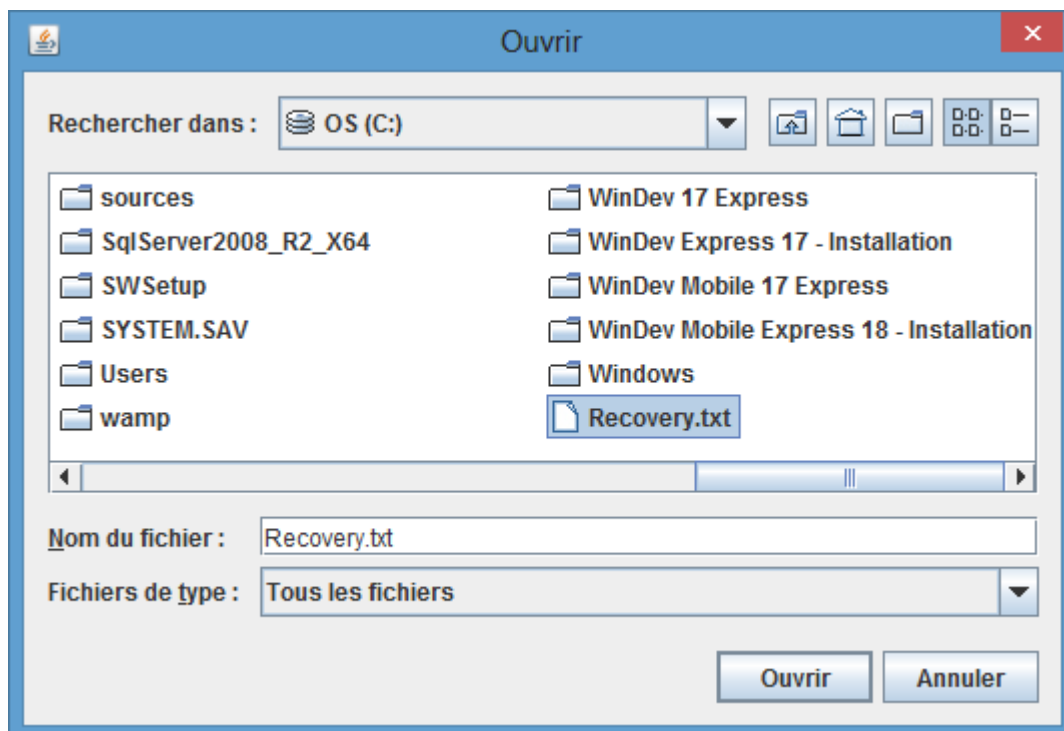 Ouvrir
Rechercher dans : OS (C:)
sources
SqlServer2008_R2_X64
SWSetup
SYSTEM.SAV
Users
wamp
WinDev 17 Express
WinDev Express 17 - Installation
WinDev Mobile 17 Express
WinDev Mobile Express 18 - Installation
Windows
Recovery.txt
Nom du fichier : Recovery.txt
Fichiers de type : Tous les fichiers
Ouvrir Annuler